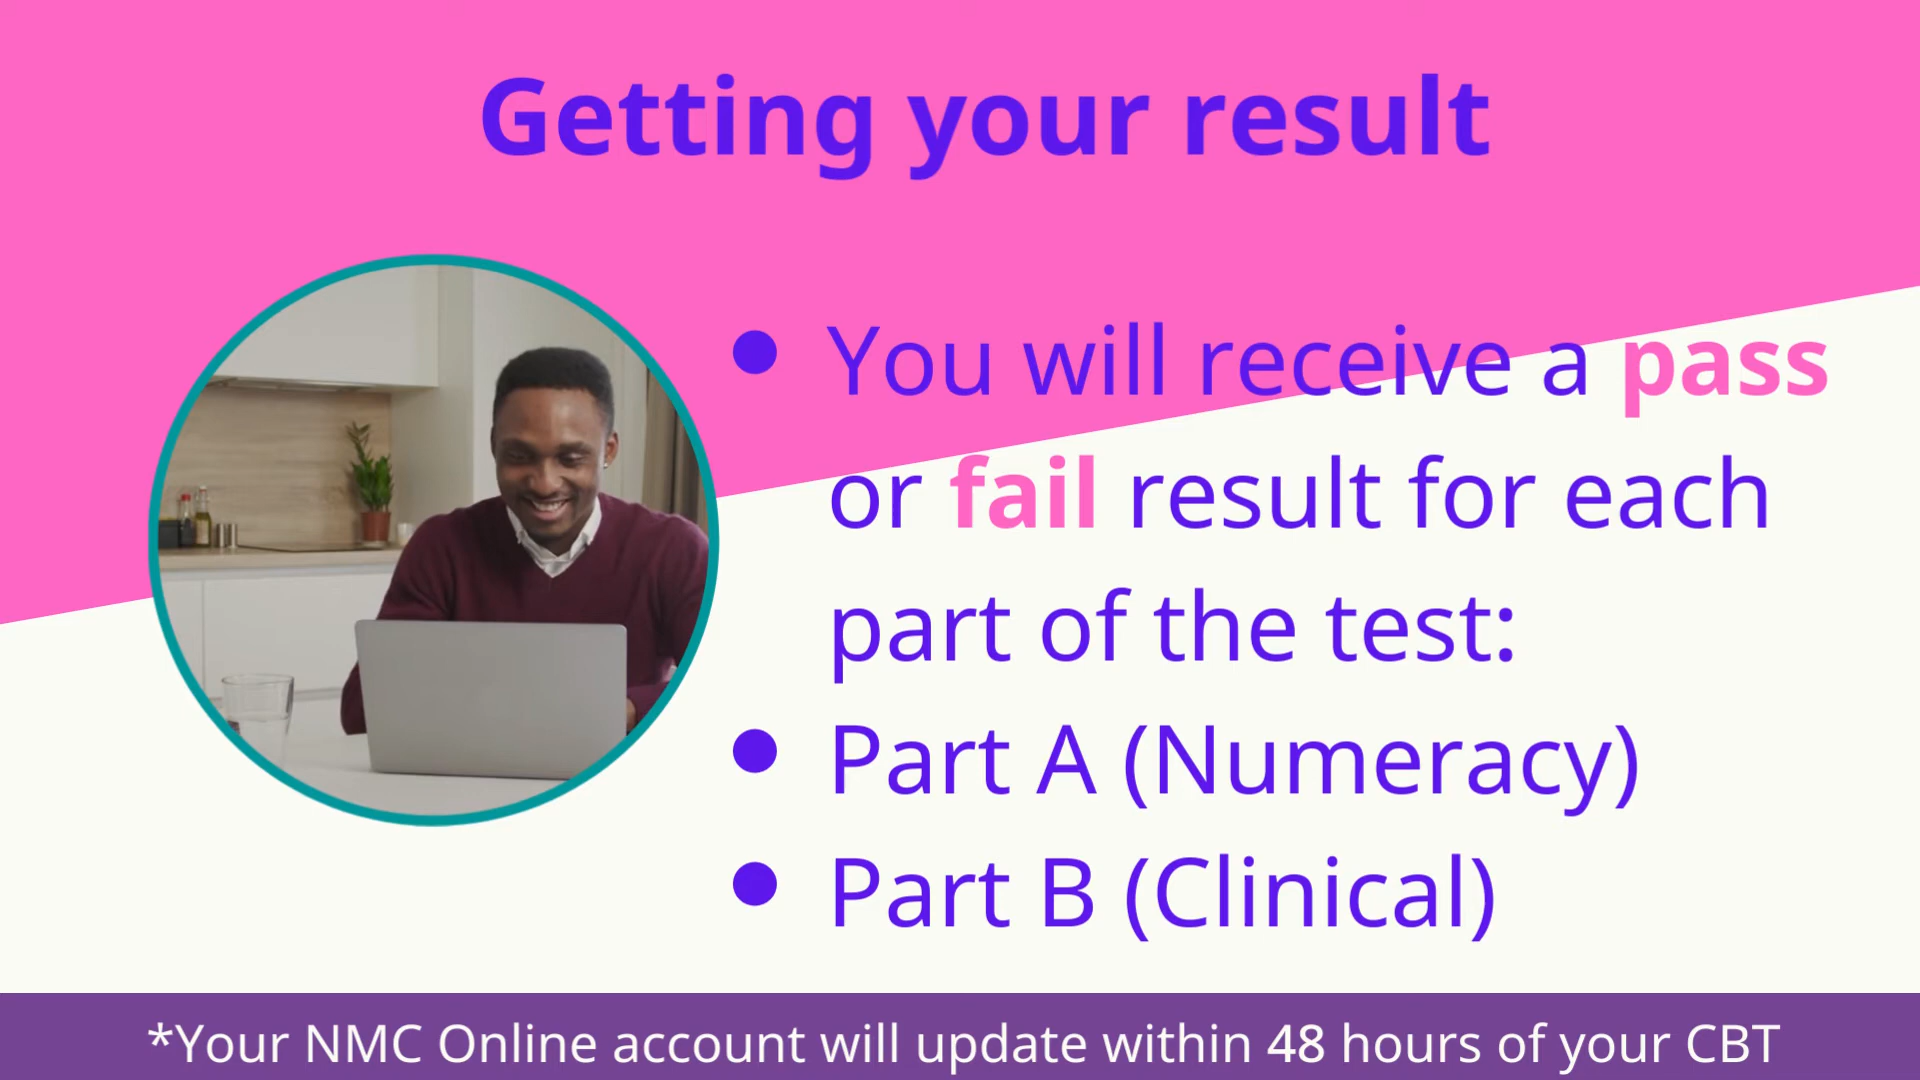 Getting your result
• You will receive a pass
or fail result for each
part of the test:
• Part A (Numeracy)
• Part B (Clinical)
*Your NMC Online account will update within 48 hours of your CBT